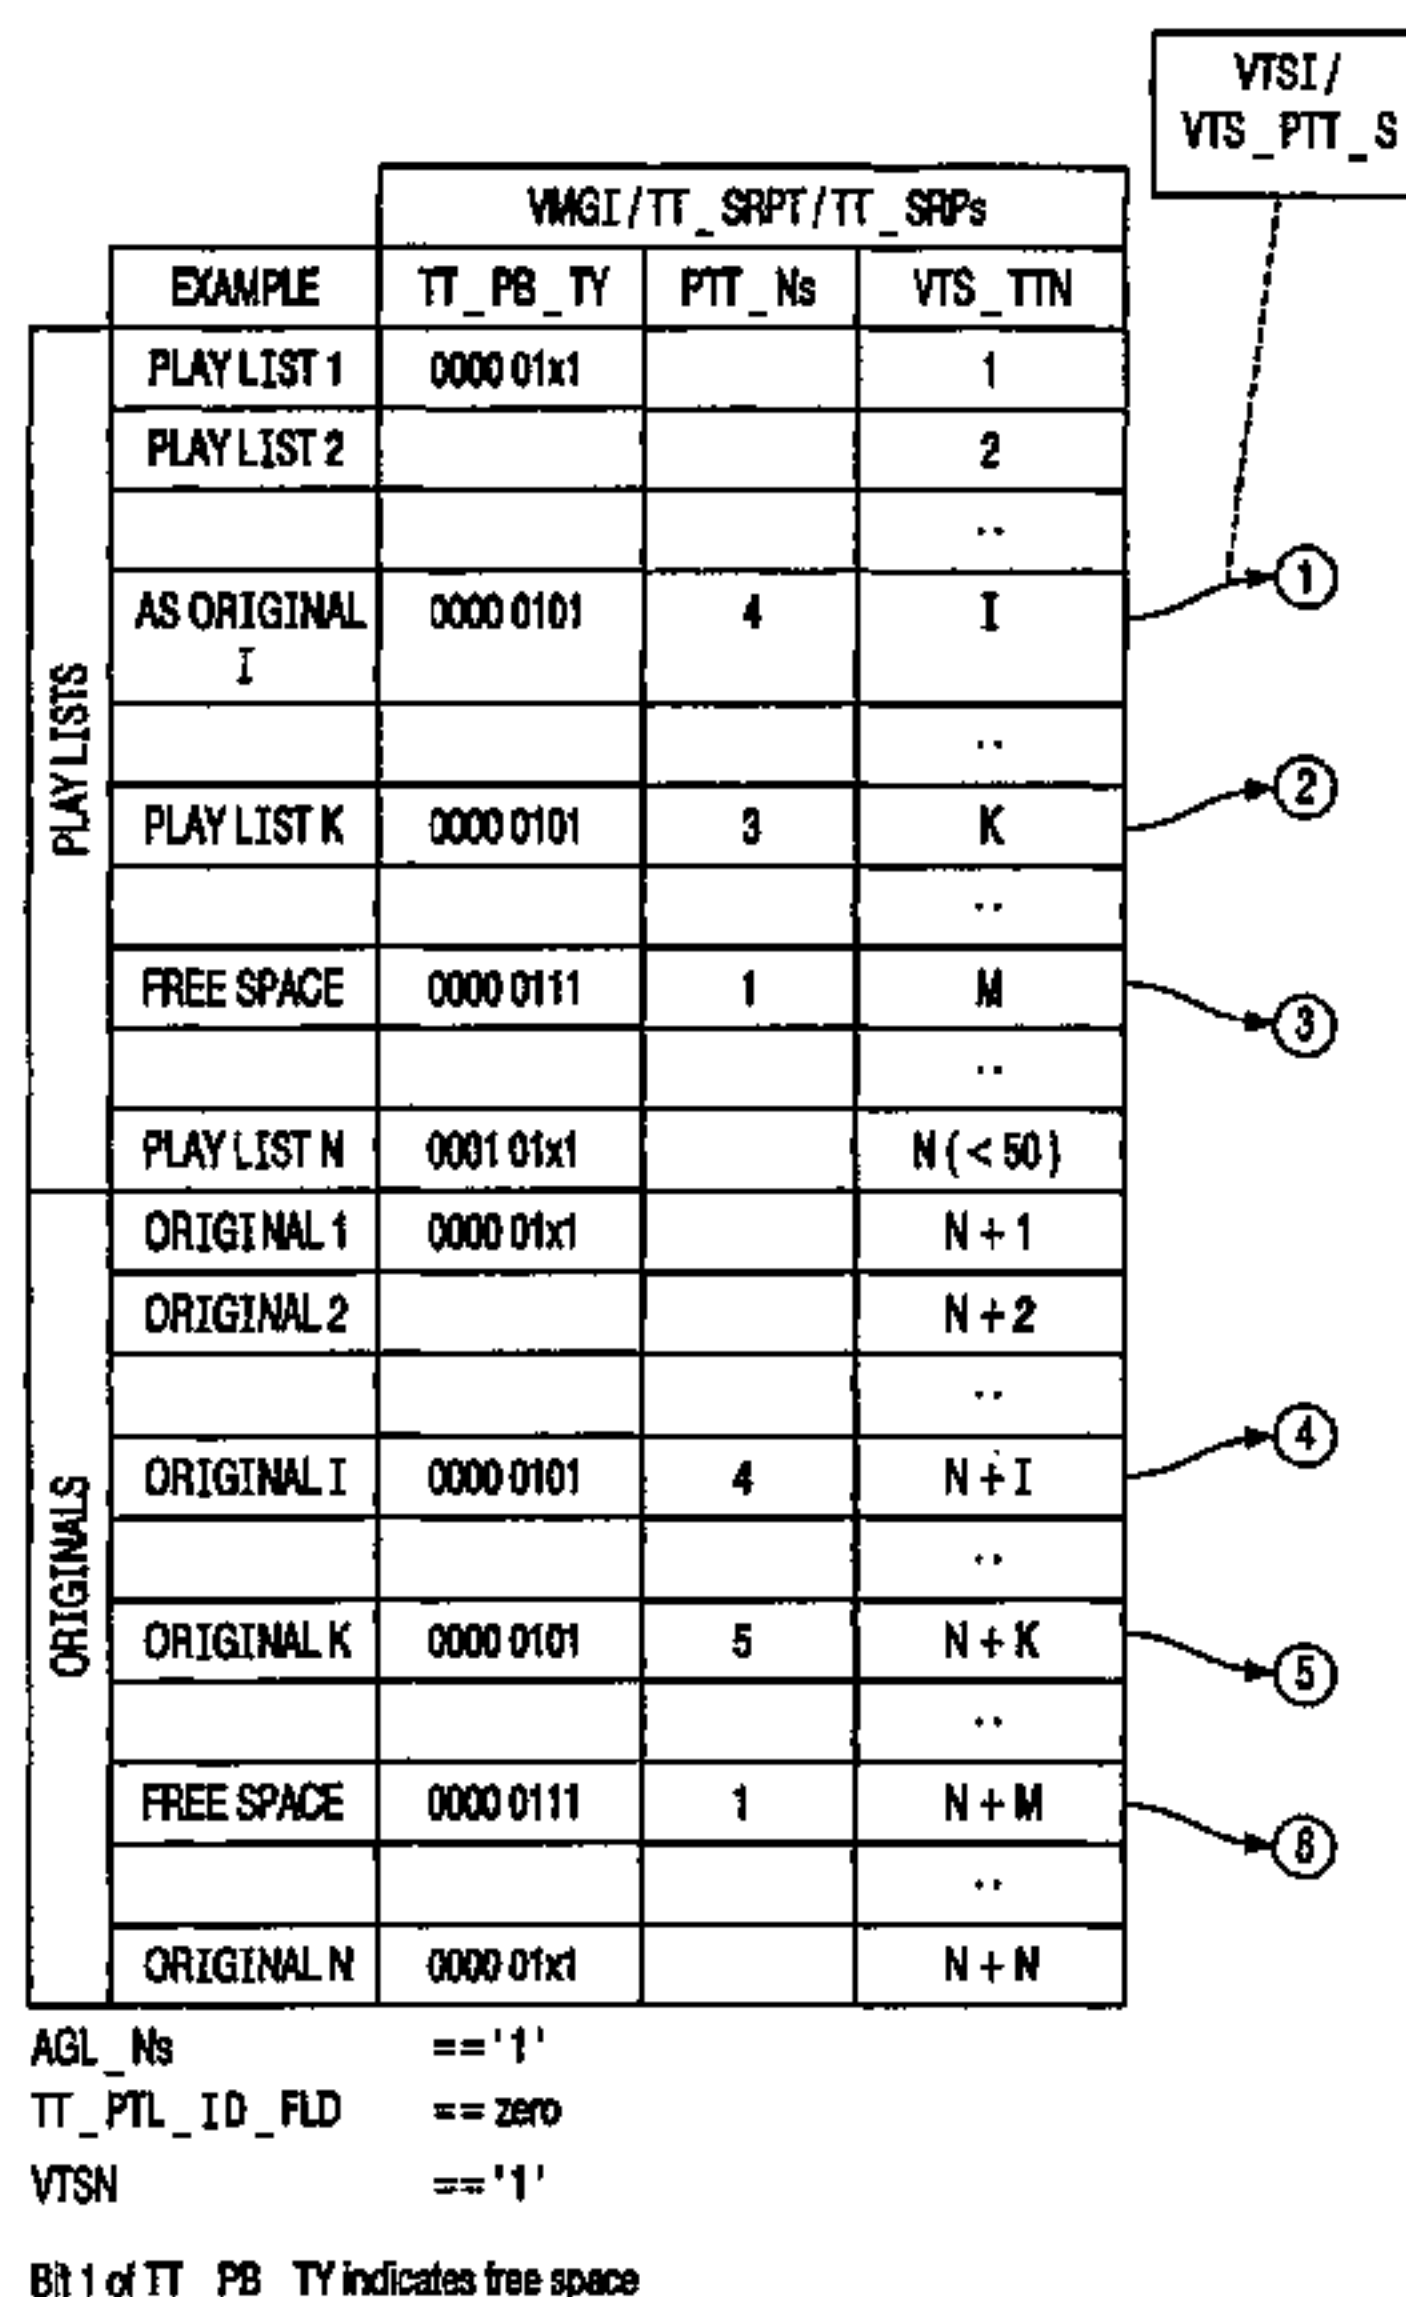 VTSI/
VTS_PTT_S
VMGI/TT_SRPT/TT_SRPs
EXAMPLE TT_PB_TY PTT_Ns VTS_TTN
PLAY LISTS
PLAY LIST 1 0000 01x1 1
PLAY LIST 2 2
..
AS ORIGINAL 0000 0101 4 I 1
I
..
PLAY LIST K 0000 0101 3 K 2
..
FREE SPACE 0000 0111 1 M 3
..
PLAY LIST N 0001 01x1 N (< 50)
ORIGINALS
ORIGINAL 1 0000 01x1 N + 1
ORIGINAL 2 N + 2
..
ORIGINAL I 0000 0101 4 N + I 4
..
ORIGINAL K 0000 0101 5 N + K 5
..
FREE SPACE 0000 0111 1 N + M 6
..
ORIGINAL N 0000 01x1 N + N
AGL_Ns =='1'
TT_PTL_ID_FLD == zero
VTSN =='1'
Bit 1 of TT PB TY indicates free space